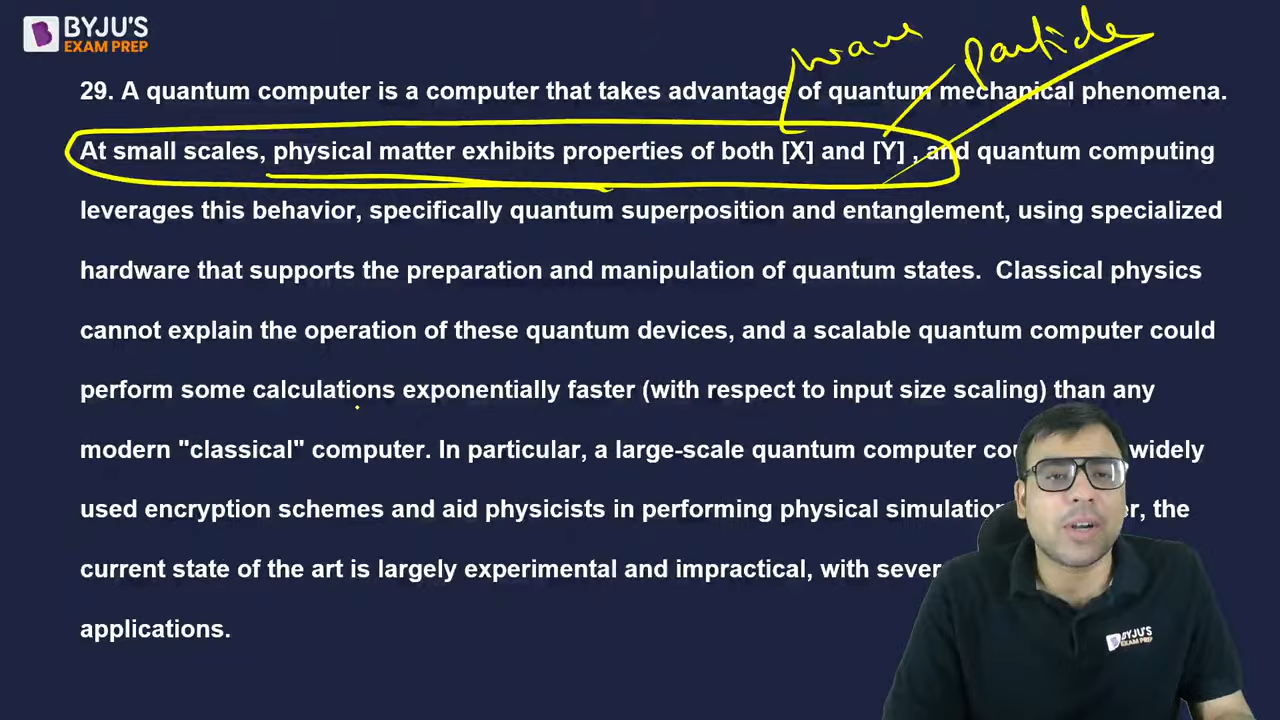 BYJU'S
EXAM PREP
wave
particle
29. A quantum computer is a computer that takes advantage of quantum mechanical phenomena.
At small scales, physical matter exhibits properties of both [X] and [Y] , and quantum computing
leverages this behavior, specifically quantum superposition and entanglement, using specialized
hardware that supports the preparation and manipulation of quantum states. Classical physics
cannot explain the operation of these quantum devices, and a scalable quantum computer could
perform some calculations exponentially faster (with respect to input size scaling) than any
modern "classical" computer. In particular, a large-scale quantum computer widely
used encryption schemes and aid physicists in performing physical the
current state of the art is largely experimental and impractical, with
applications.
BYJU'S
EXAM PREP